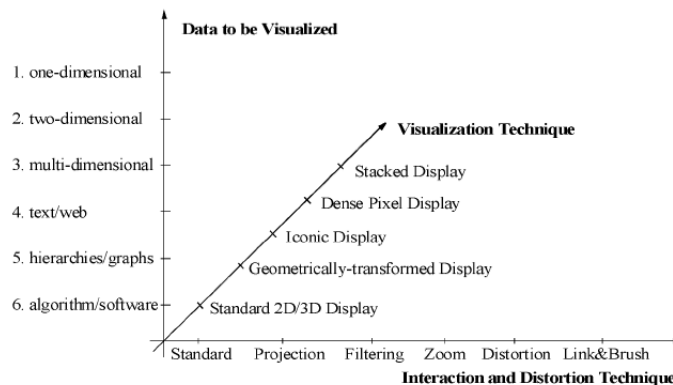 Data to be Visualized
1. one-dimensional
2. two-dimensional
Visualization Technique
3. multi-dimensional
Stacked Display
Dense Pixel Display
4. text/web
Iconic Display
5. hierarchies/graphs
Geometrically-transformed Display
6. algorithm/software
Standard 2D/3D Display
Standard Projection Filtering Zoom Distortion Link&Brush
Interaction and Distortion Technique